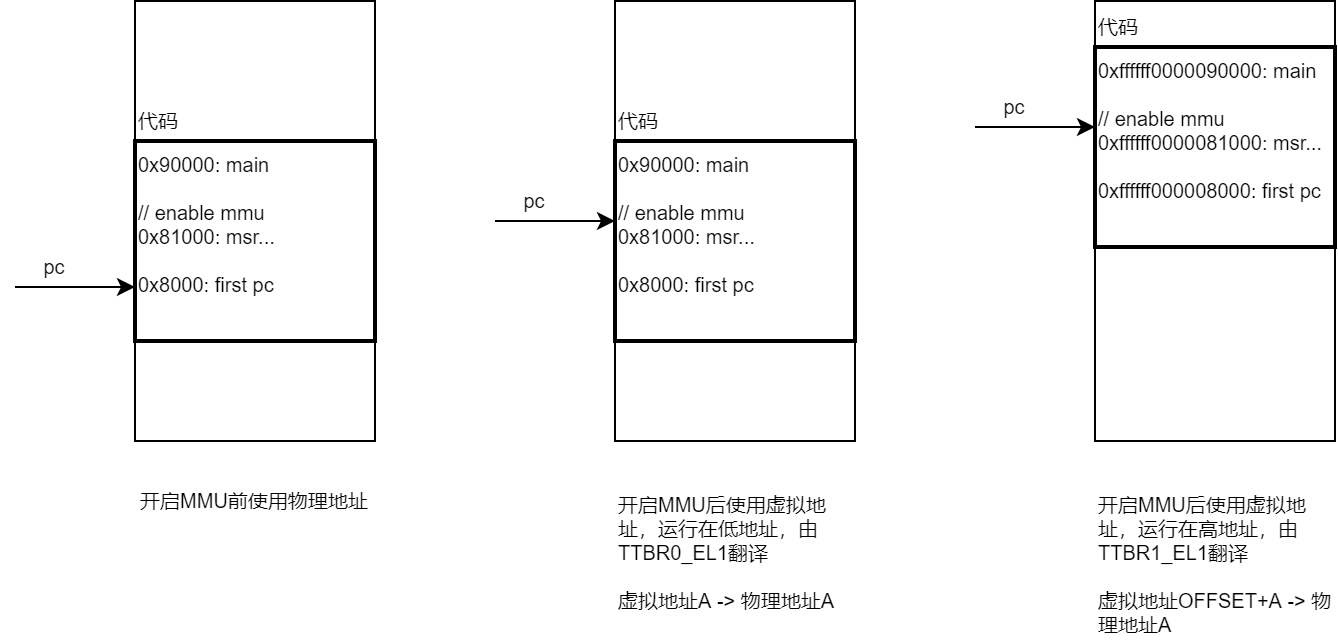 代码
0x90000: main
// enable mmu
0x81000: msr...
pc
0x8000: first pc
开启MMU前使用物理地址
代码
0x90000: main
pc
// enable mmu
0x81000: msr...
0x8000: first pc
开启MMU后使用虚拟地
址，运行在低地址，由
TTBR0_EL1翻译
虚拟地址A -> 物理地址A
代码
0xffffff0000090000: main
pc
// enable mmu
0xffffff0000081000: msr...
0xffffff000008000: first pc
开启MMU后使用虚拟地
址，运行在高地址，由
TTBR1_EL1翻译
虚拟地址OFFSET+A -> 物
理地址A